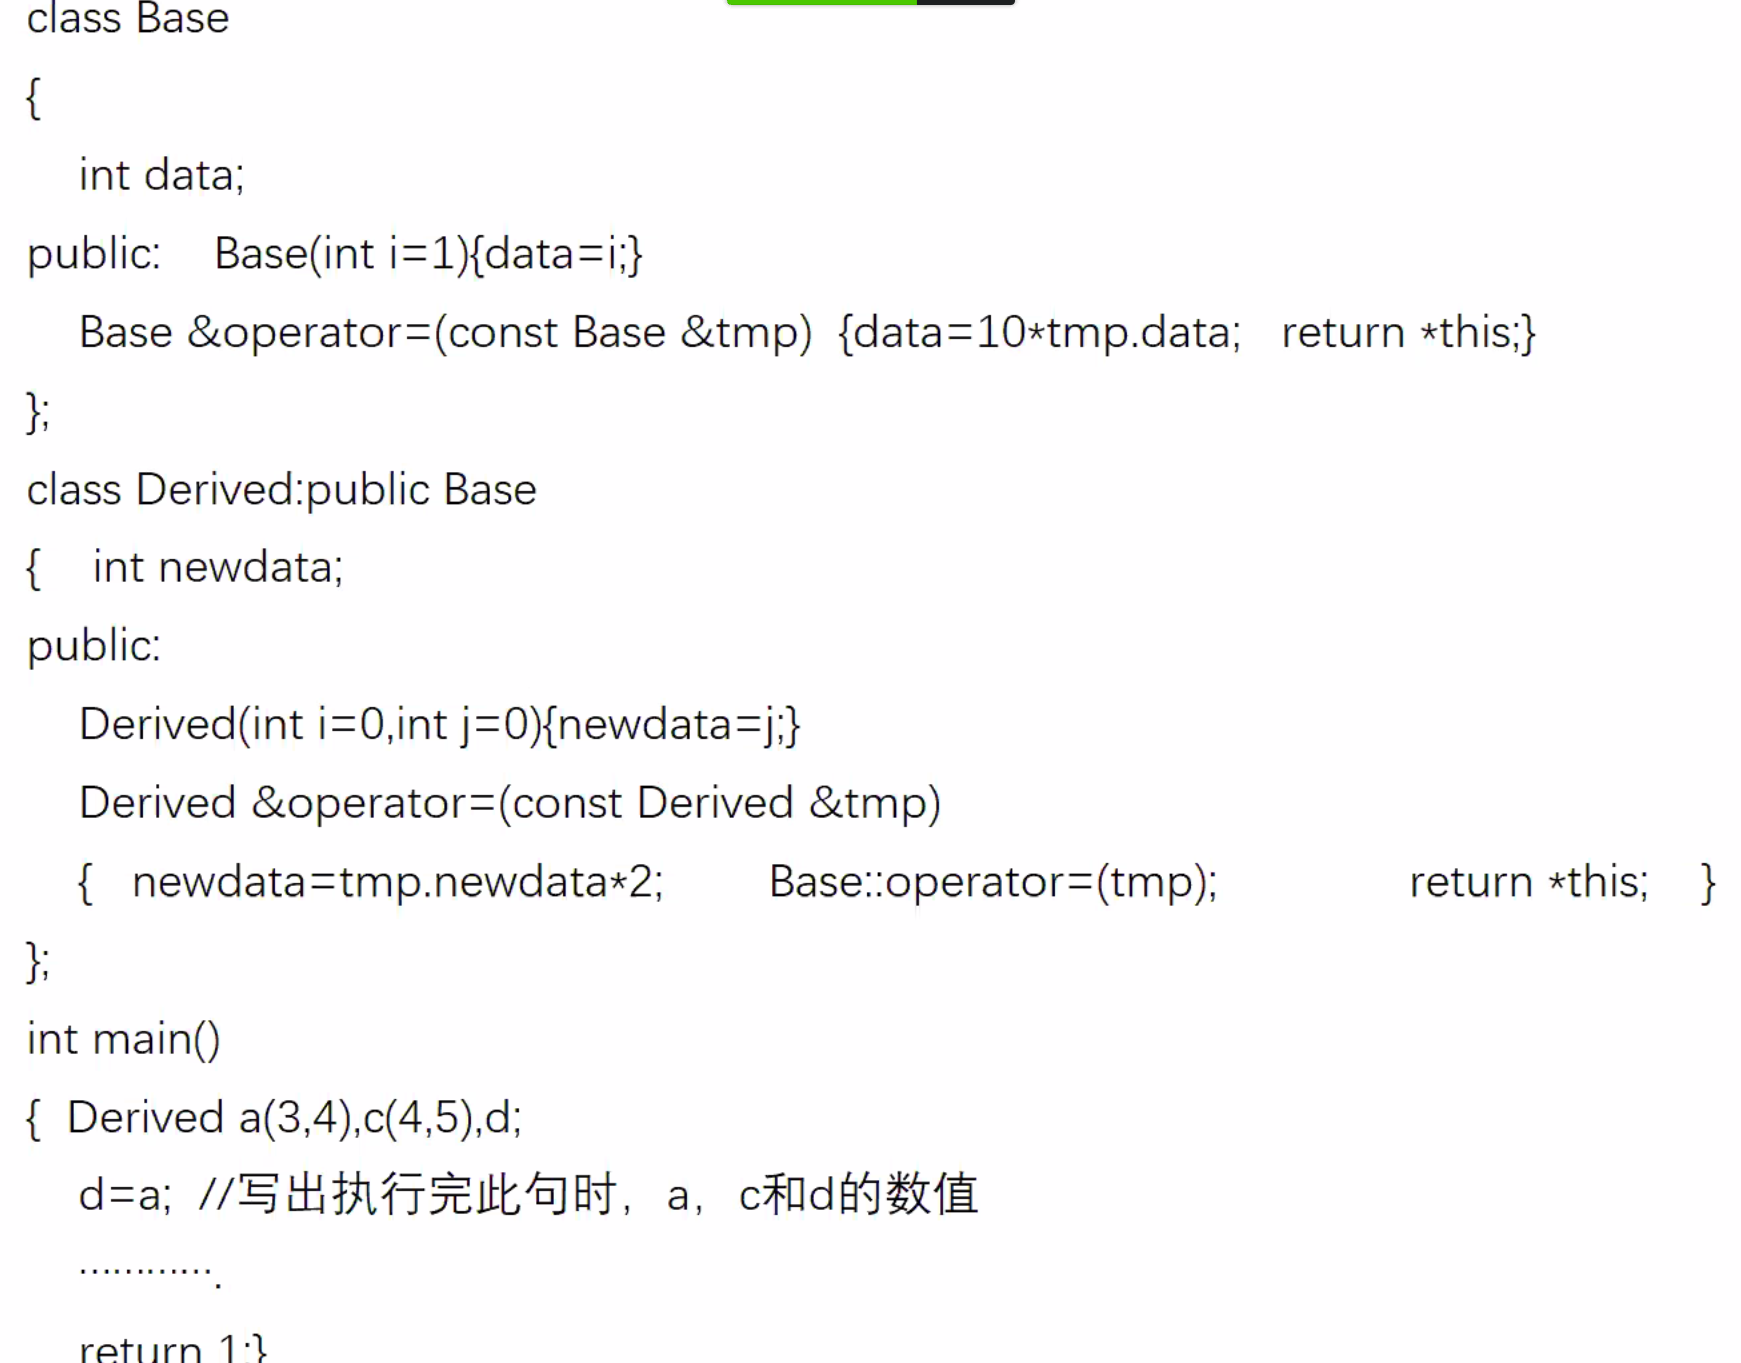 class Base
{
int data;
public: Base(int i=1){data=i;}
Base &operator=(const Base &tmp) {data=10*tmp.data; return *this;}
};
class Derived:public Base
{ int newdata;
public:
Derived(int i=0,int j=0){newdata=j;}
Derived &operator=(const Derived &tmp)
{ newdata=tmp.newdata*2; Base::operator=(tmp); return *this; }
};
int main()
{ Derived a(3,4),c(4,5),d;
d=a; //写出执行完此句时，a，c和d的数值
………….
return 1;}